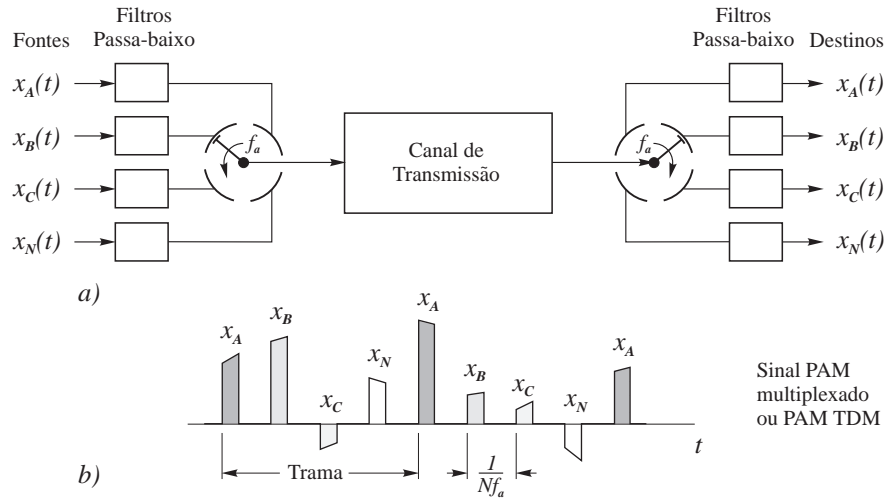 Filtros
Passa-baixo
Fontes
x_A(t)
x_B(t)
x_C(t)
x_N(t)
f_a
Canal de
Transmissão
f_a
Filtros
Passa-baixo
Destinos
x_A(t)
x_B(t)
x_C(t)
x_N(t)
a)
x_A
x_B
x_C
x_N
x_A
x_B
x_C
x_N
x_A
t
Trama
1
Nf_a
Sinal PAM
multiplexado
ou PAM TDM
b)